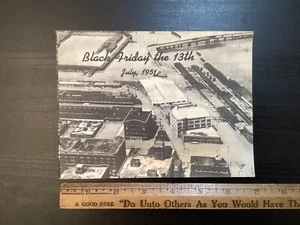 Black Friday the 13th
July, 1951
A GOOD RULE "Do Unto Others As You Would Have The